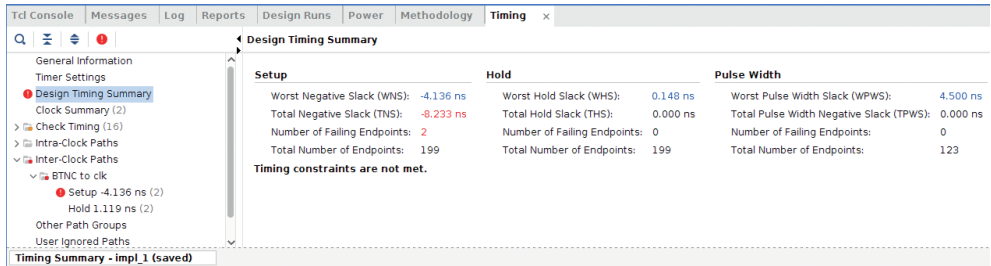 Tcl Console Messages Log Reports Design Runs Power Methodology Timing ×
Design Timing Summary
General Information
Timer Settings
Design Timing Summary
Clock Summary (2)
Check Timing (16)
Intra-Clock Paths
Inter-Clock Paths
BTNC to clk
Setup -4.136 ns (2)
Hold 1.119 ns (2)
Other Path Groups
User Ignored Paths
Setup Hold Pulse Width
Worst Negative Slack (WNS): -4.136 ns Worst Hold Slack (WHS): 0.148 ns Worst Pulse Width Slack (WPWS): 4.500 ns
Total Negative Slack (TNS): -8.233 ns Total Hold Slack (THS): 0.000 ns Total Pulse Width Negative Slack (TPWS): 0.000 ns
Number of Failing Endpoints: 2 Number of Failing Endpoints: 0 Number of Failing Endpoints: 0
Total Number of Endpoints: 199 Total Number of Endpoints: 199 Total Number of Endpoints: 123
Timing constraints are not met.
Timing Summary - impl_1 (saved)